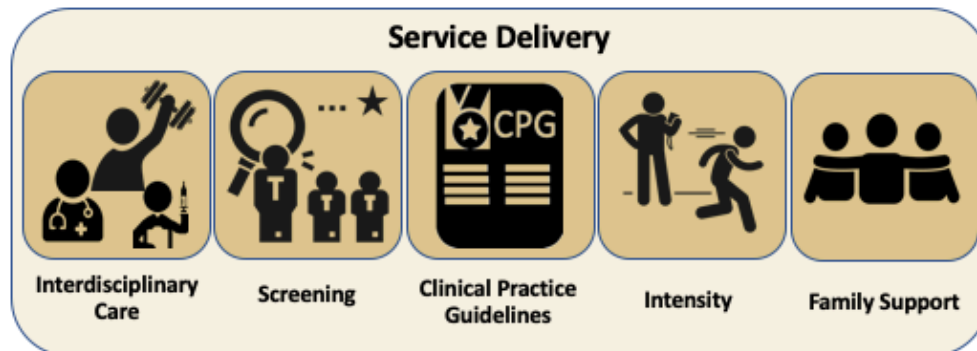 Service Delivery
CPG
Interdisciplinary
Care
Screening
Clinical Practice
Guidelines
Intensity
Family Support